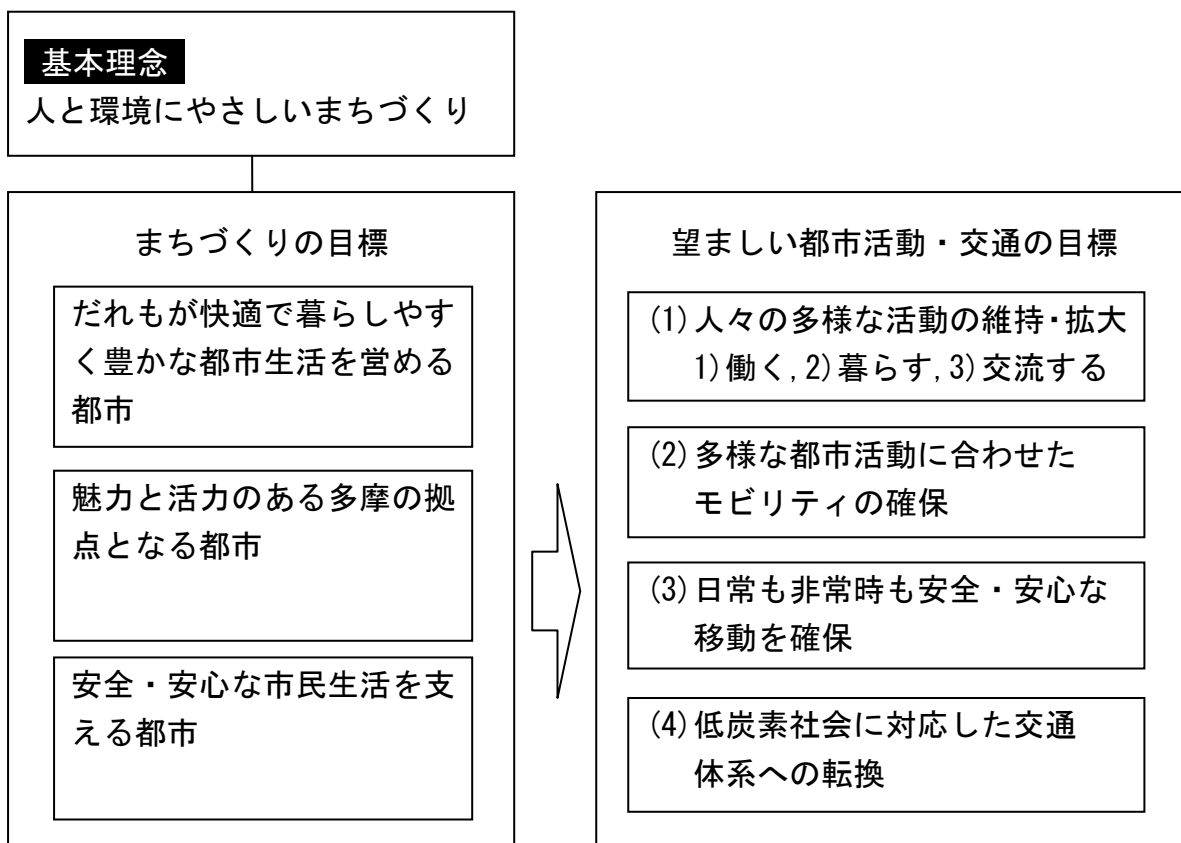 基本理念
人と環境にやさしいまちづくり
まちづくりの目標
だれもが快適で暮らしやす
く豊かな都市生活を営める
都市
魅力と活力のある多摩の拠
点となる都市
安全・安心な市民生活を支
える都市
望ましい都市活動・交通の目標
(1)人々の多様な活動の維持・拡大
1)働く,2)暮らす,3)交流する
(2)多様な都市活動に合わせた
モビリティの確保
(3)日常も非常時も安全・安心な
移動を確保
(4)低炭素社会に対応した交通
体系への転換